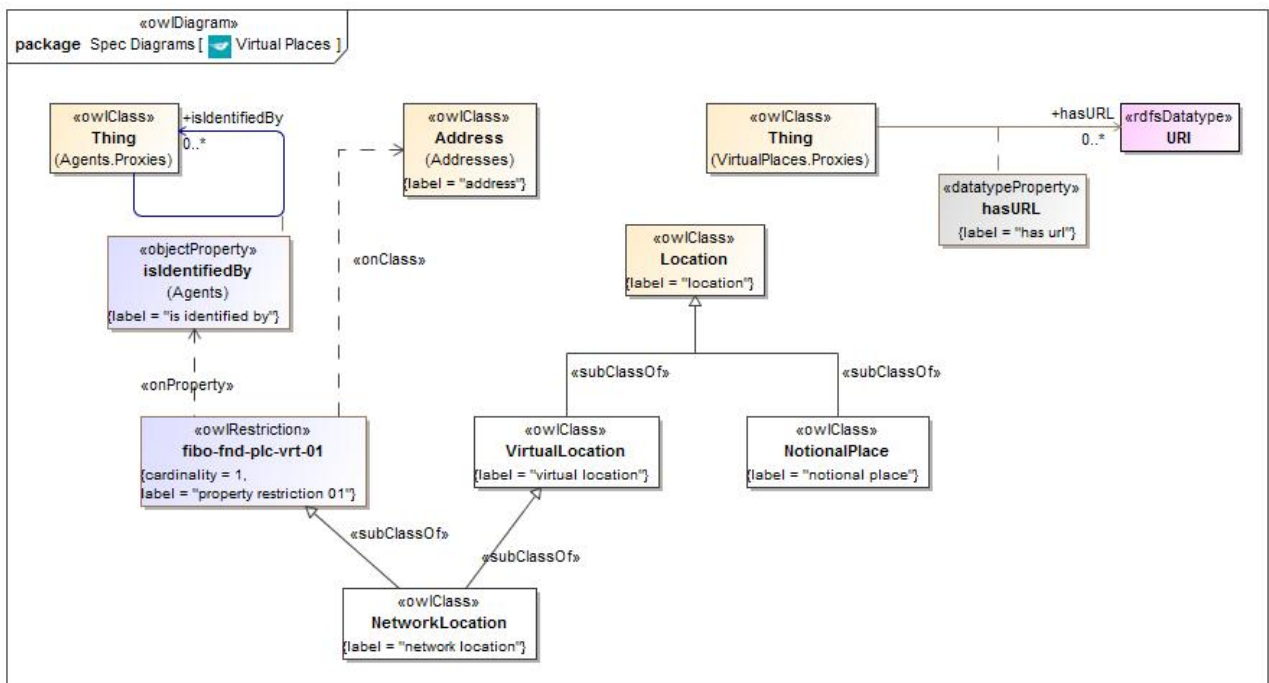 «owlDiagram»
package Spec Diagrams [ Virtual Places ]
«owlClass»
Thing
(Agents.Proxies)
+isIdentifiedBy
0..*
«owlClass»
Address
(Addresses)
{label = "address"}
«owlClass»
Thing
(VirtualPlaces.Proxies)
+hasURL
0..*
«rdfsDatatype»
URI
«datatypeProperty»
hasURL
{label = "has url"}
«objectProperty»
isIdentifiedBy
(Agents)
{label = "is identified by"}
«onClass»
«owlClass»
Location
{label = "location"}
«onProperty»
«subClassOf»
«subClassOf»
«owlRestriction»
fibo-fnd-plc-vrt-01
{cardinality = 1,
label = "property restriction 01"}
«owlClass»
VirtualLocation
{label = "virtual location"}
«owlClass»
NotionalPlace
{label = "notional place"}
«subClassOf»
«subClassOf»
«owlClass»
NetworkLocation
{label = "network location"}